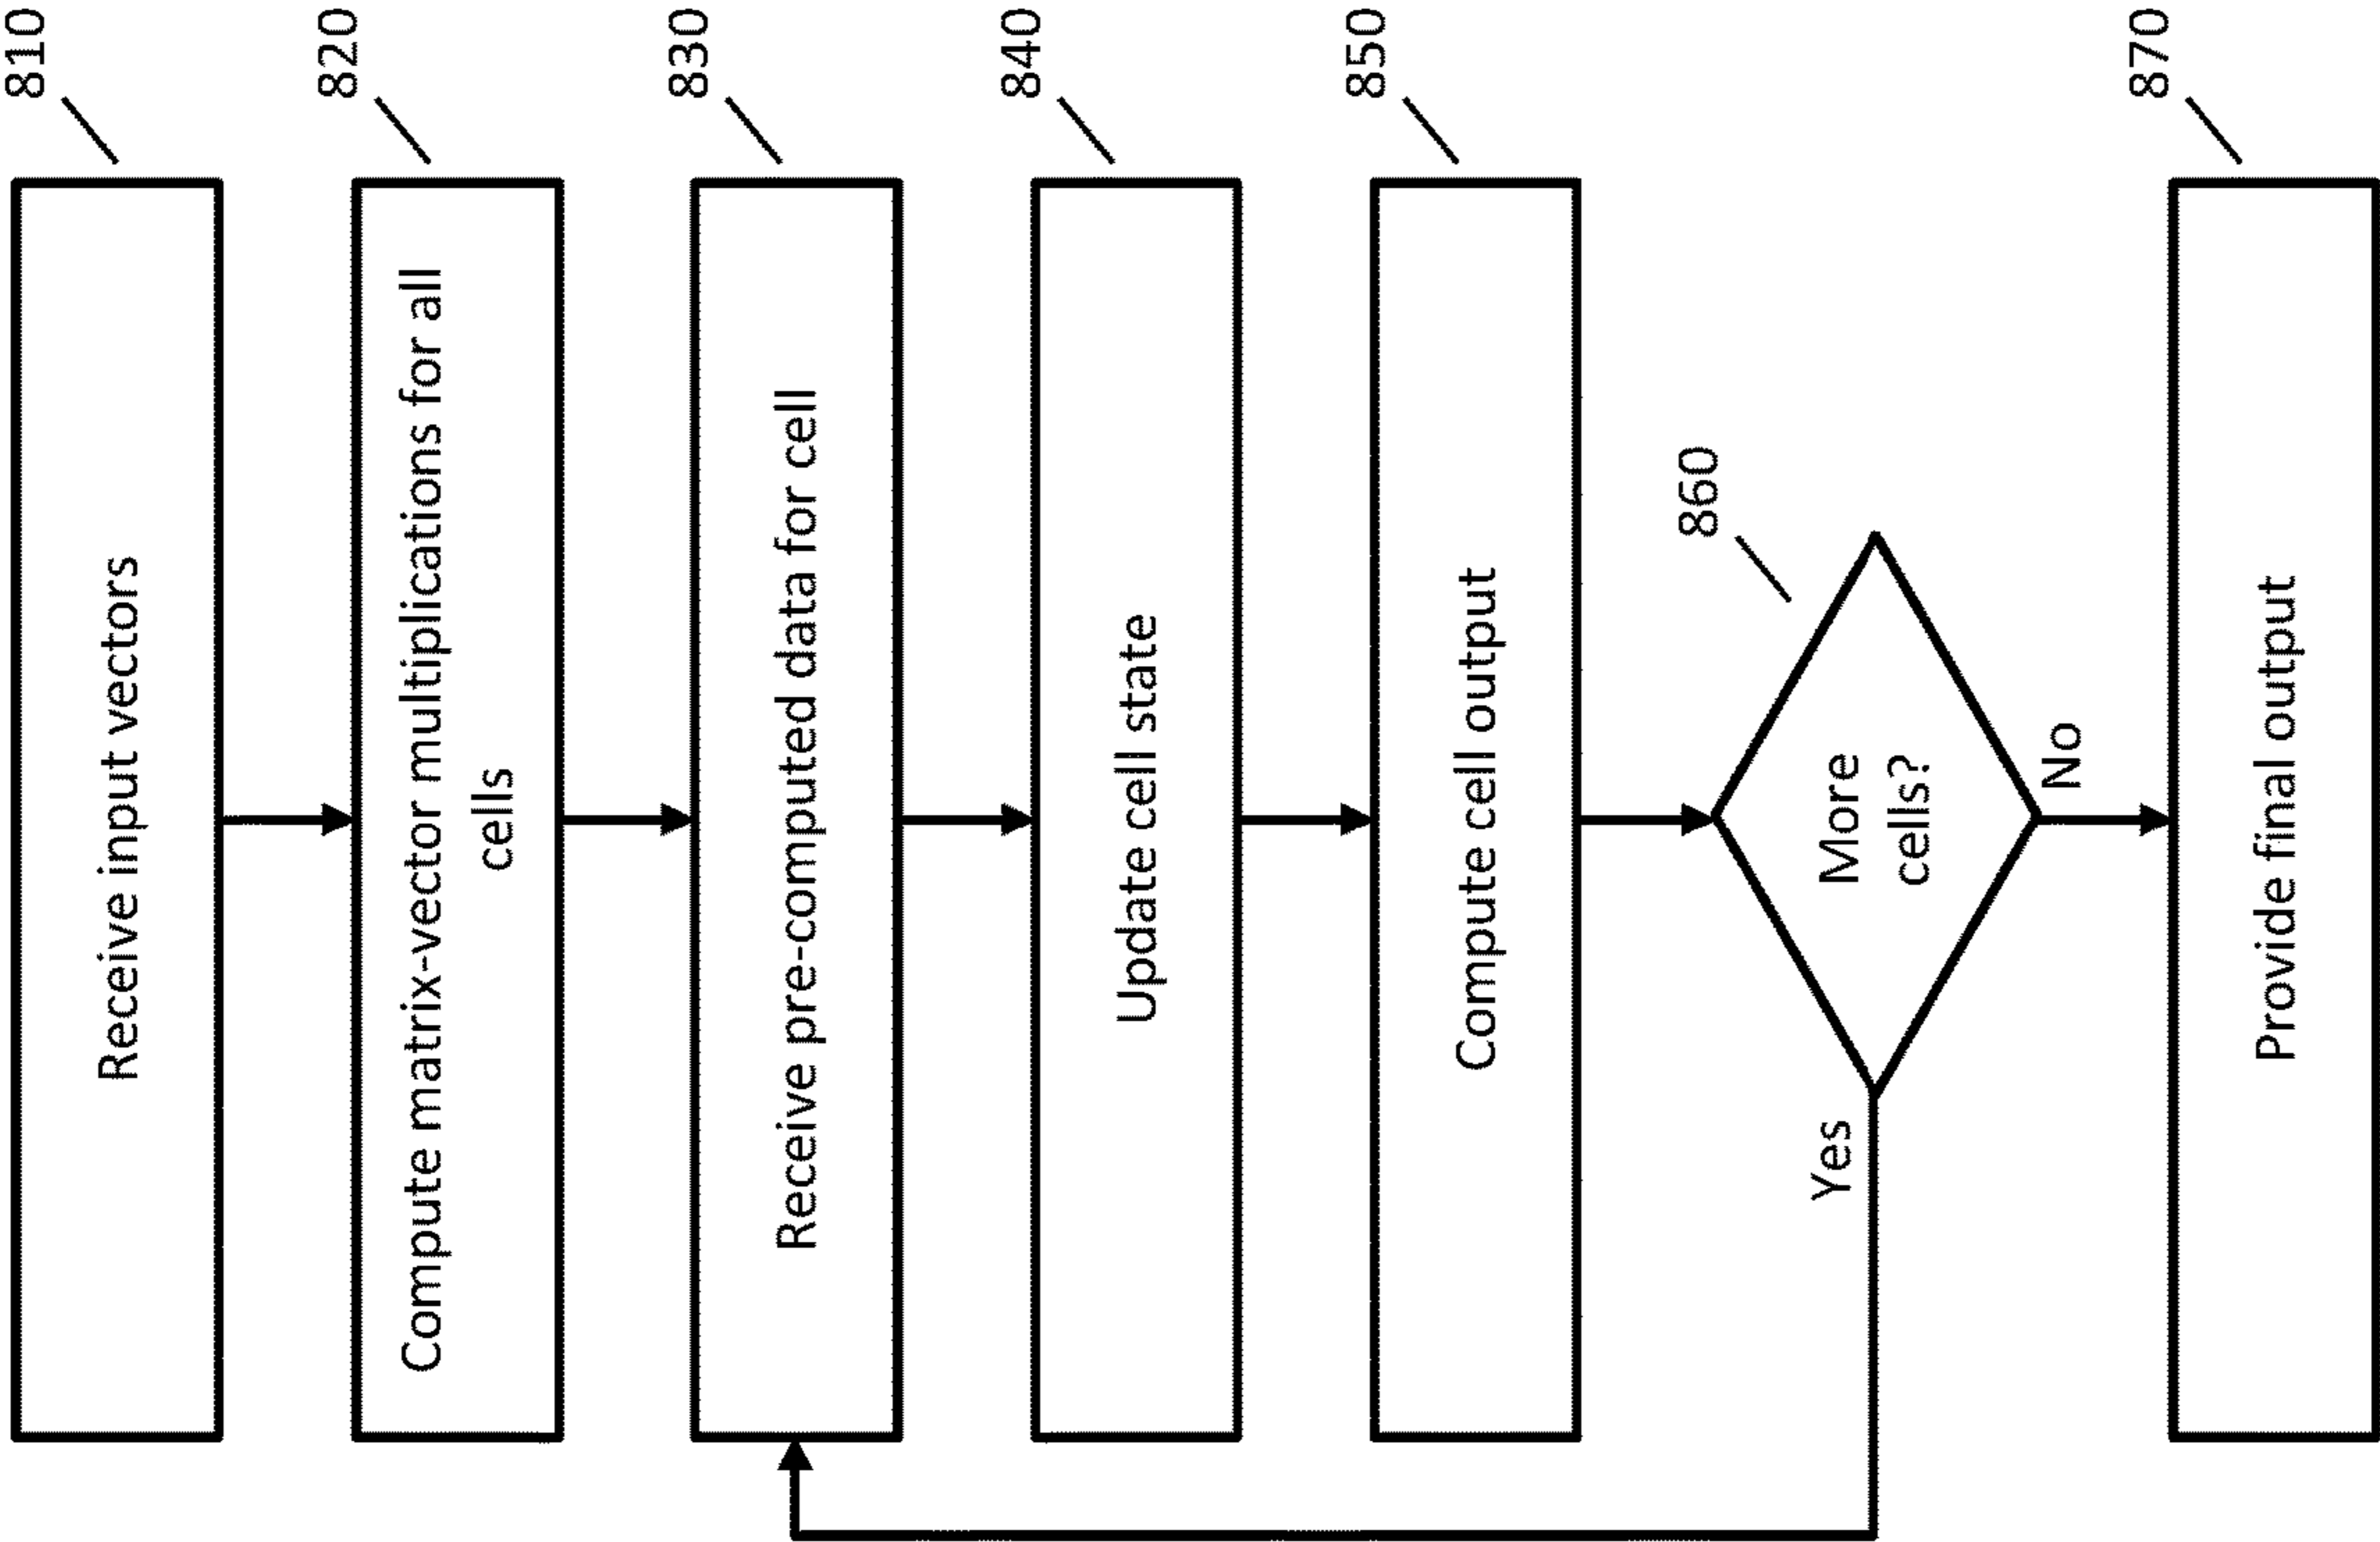 Receive input vectors
810
Compute matrix-vector multiplications for all
cells
820
Receive pre-computed data for cell
830
Update cell state
840
Compute cell output
850
More
cells?
860
Yes
No
Provide final output
870